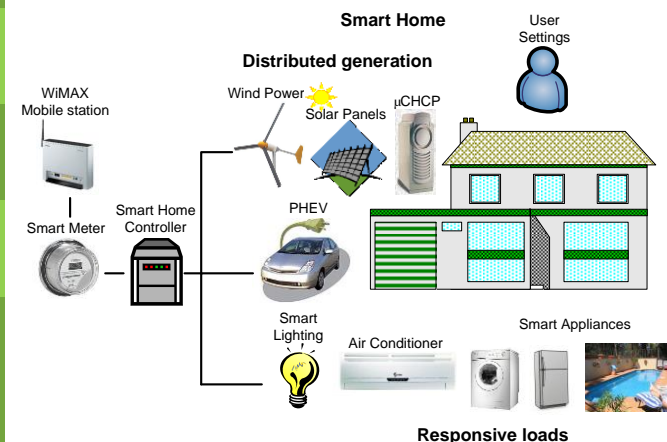 Smart Home
User
Settings
Distributed generation
WiMAX
Mobile station
Wind Power
Solar Panels
µCHCP
Smart Meter
Smart Home
Controller
PHEV
Smart
Lighting
Air Conditioner
Smart Appliances
Responsive loads